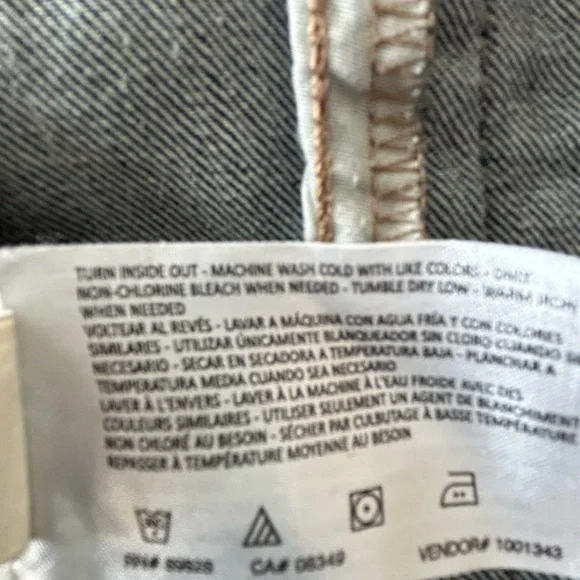 TURN INSIDE OUT - MACHINE WASH COLD WITH LIKE COLORS - ONLY
NON-CHLORINE BLEACH WHEN NEEDED - TUMBLE DRY LOW - WARM IRON
WHEN NEEDED
VOLTEAR AL REVÉS - LAVAR A MÁQUINA CON AGUA FRÍA Y CON COLORES
SIMILARES - UTILIZAR ÚNICAMENTE BLANQUEADOR SIN CLORO CUANDO
NECESARIO - SECAR EN SECADORA A TEMPERATURA BAJA - PLANCHAR A
TEMPERATURA MEDIA CUANDO SEA NECESARIO
LAVER À L'ENVERS - LAVER À LA MACHINE À L'EAU FROIDE AVEC DES
COULEURS SIMILAIRES - UTILISER SEULEMENT UN AGENT DE BLANCHIMENT
NON CHLORÉ AU BESOIN - SÉCHER PAR CULBUTAGE À BASSE TEMPÉRATURE
REPASSER À TEMPÉRATURE MOYENNE AU BESOIN
RN# 89828 CA# 08349 VENDOR# 1001343